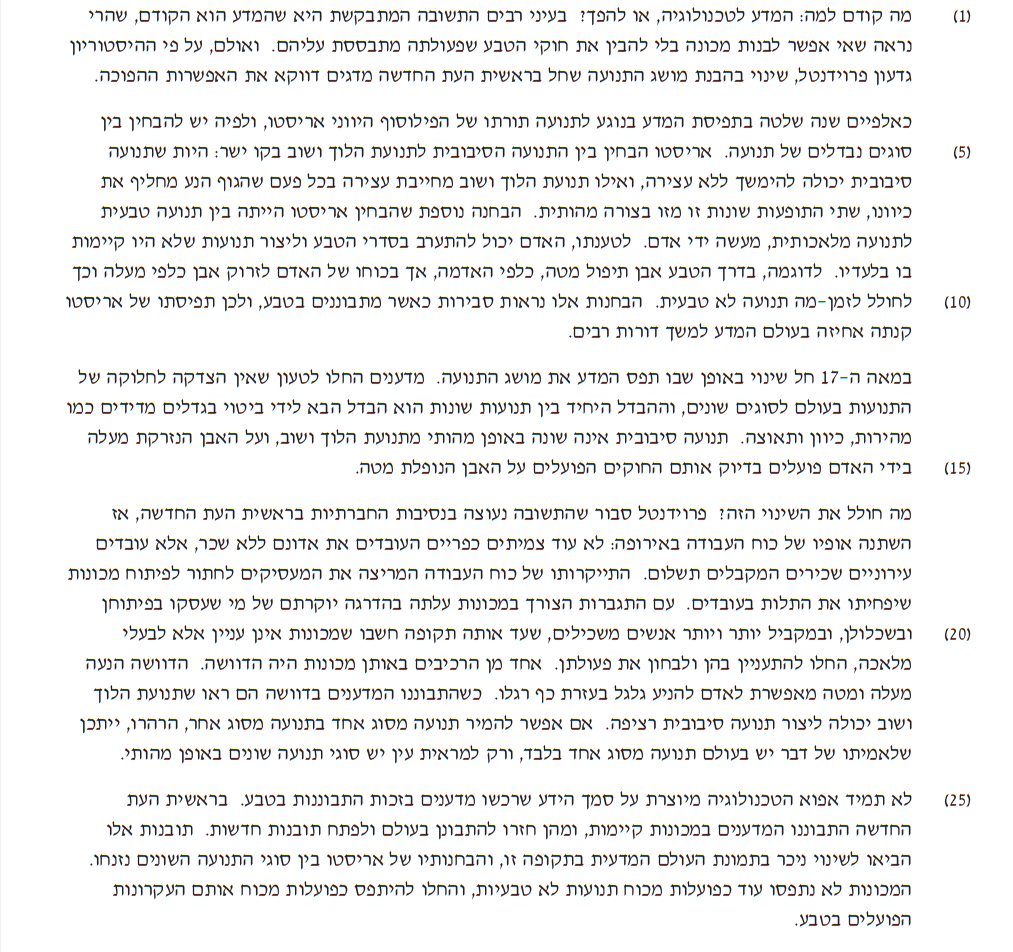 (1) מה קודם למה: המדע לטכנולוגיה, או להפך? בעיני רבים התשובה המתבקשת היא שהמדע הוא הקודם, שהרי
נראה שאי אפשר לבנות מכונה בלי להבין את חוקי הטבע שפעולתה מתבססת עליהם. ואולם, על פי ההיסטוריון
גדעון פרוידנטל, שינוי בהבנת מושג התנועה שחל בראשית העת החדשה מדגים דווקא את האפשרות ההפוכה.
כאלפיים שנה שלטה בתפיסת המדע בנוגע לתנועה תורתו של הפילוסוף היווני אריסטו, ולפיה יש להבחין בין
(5) סוגים נבדלים של תנועה. אריסטו הבחין בין התנועה הסיבובית לתנועת הלוך ושוב בקו ישר: היות שתנועה
סיבובית יכולה להימשך ללא עצירה, ואילו תנועת הלוך ושוב מחייבת עצירה בכל פעם שהגוף הנע מחליף את
כיוונו, שתי התופעות שונות זו מזו בצורה מהותית. הבחנה נוספת שהבחין אריסטו הייתה בין תנועה טבעית
לתנועה מלאכותית, מעשה ידי אדם. לטענתו, האדם יכול להתערב בסדרי הטבע וליצור תנועות שלא היו קיימות
בו בלעדיו. לדוגמה, בדרך הטבע אבן תיפול מטה, כלפי האדמה, אך בכוחו של האדם לזרוק אבן כלפי מעלה וכך
(10) לחולל לזמן-מה תנועה לא טבעית. הבחנות אלו נראות סבירות כאשר מתבוננים בטבע, ולכן תפיסתו של אריסטו
קנתה אחיזה בעולם המדע למשך דורות רבים.
במאה ה-17 חל שינוי באופן שבו תפס המדע את מושג התנועה. מדענים החלו לטעון שאין הצדקה לחלוקה של
התנועות בעולם לסוגים שונים, וההבדל היחיד בין תנועות שונות הוא הבדל הבא לידי ביטוי בגדלים מדידים כמו
מהירות, כיוון ותאוצה. תנועה סיבובית אינה שונה באופן מהותי מתנועת הלוך ושוב, ועל האבן הנזרקת מעלה
(15) בידי האדם פועלים בדיוק אותם החוקים הפועלים על האבן הנופלת מטה.
מה חולל את השינוי הזה? פרוידנטל סבור שהתשובה נעוצה בנסיבות החברתיות בראשית העת החדשה, אז
השתנה אופיו של כוח העבודה באירופה: לא עוד צמיתים כפריים העובדים את אדונם ללא שכר, אלא עובדים
עירוניים שכירים המקבלים תשלום. התייקרותו של כוח העבודה המריצה את המעסיקים לחתור לפיתוח מכונות
שיפחיתו את התלות בעובדים. עם התגברות הצורך במכונות עלתה בהדרגה יוקרתם של מי שעסקו בפיתוחן
(20) ובשכלולן, ובמקביל יותר ויותר אנשים משכילים, שעד אותה תקופה חשבו שמכונות אינן עניין אלא לבעלי
מלאכה, החלו להתעניין בהן ולבחון את פעולתן. אחד מן הרכיבים באותן מכונות היה הדוושה. הדוושה הנעה
מעלה ומטה מאפשרת לאדם להניע גלגל בעזרת כף רגלו. כשהתבוננו המדענים בדוושה הם ראו שתנועת הלוך
ושוב יכולה ליצור תנועה סיבובית רציפה. אם אפשר להמיר תנועה מסוג אחד בתנועה מסוג אחר, הרהרו, ייתכן
שלאמיתו של דבר יש בעולם תנועה מסוג אחד בלבד, ורק למראית עין יש סוגי תנועה שונים באופן מהותי.
(25) לא תמיד אפוא הטכנולוגיה מיוצרת על סמך הידע שרכשו מדענים בזכות התבוננות בטבע. בראשית העת
החדשה התבוננו המדענים במכונות קיימות, ומהן חזרו להתבונן בעולם ולפתח תובנות חדשות. תובנות אלו
הביאו לשינוי ניכר בתמונת העולם המדעית בתקופה זו, והבחנותיו של אריסטו בין סוגי התנועה השונים נזנחו.
המכונות לא נתפסו עוד כפועלות מכוח תנועות לא טבעיות, והחלו להיתפס כפועלות מכוח אותם העקרונות
הפועלים בטבע.